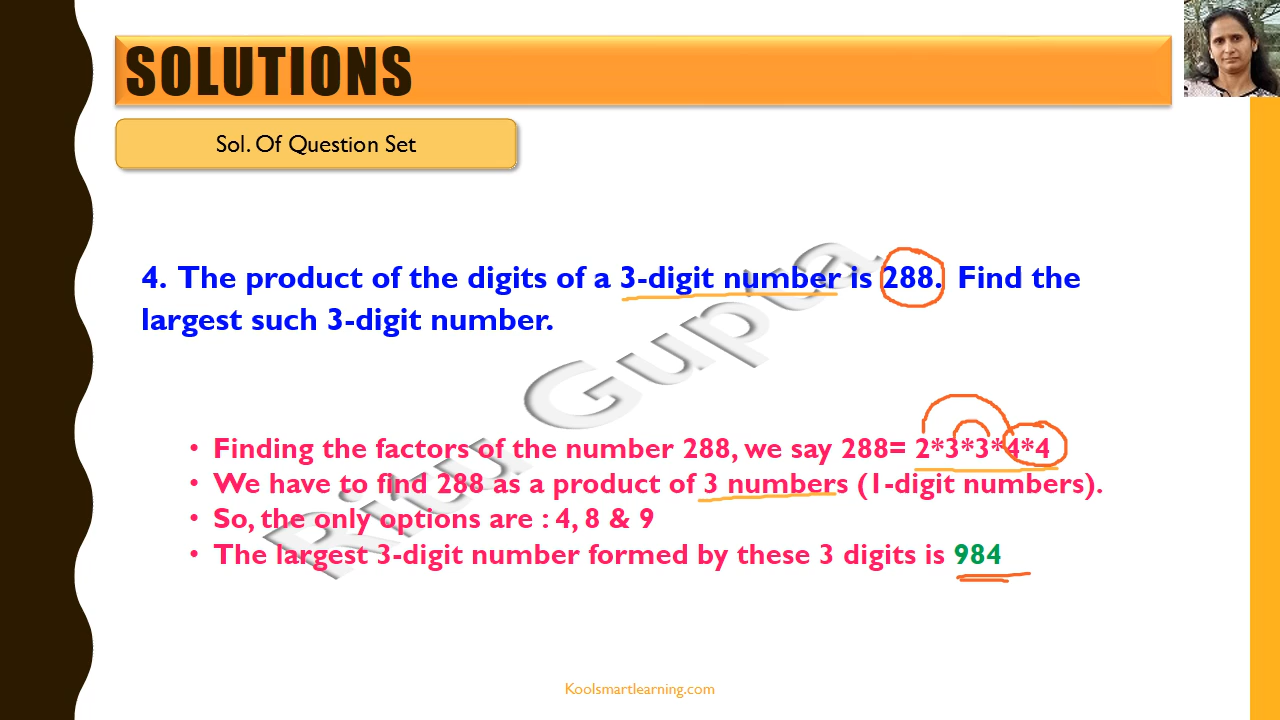 SOLUTIONS
Sol. Of Question Set
4. The product of the digits of a 3-digit number is 288. Find the
largest such 3-digit number.
• Finding the factors of the number 288, we say 288= 2*3*3*4*4
• We have to find 288 as a product of 3 numbers (1-digit numbers).
• So, the only options are : 4, 8 & 9
• The largest 3-digit number formed by these 3 digits is 984
Ritu Gupta
Koolsmartlearning.com